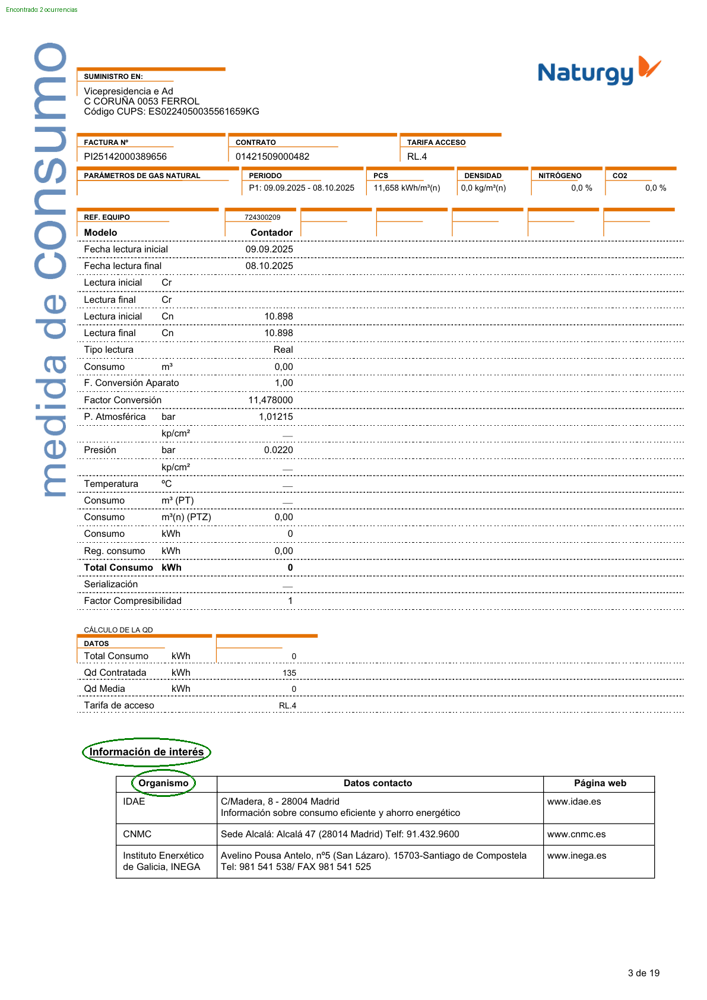 Encontrado: 2 ocurrencias
medida de consumo
Naturgy
SUMINISTRO EN:
Vicepresidencia e Ad
C CORUÑA 0053 FERROL
Código CUPS: ES0224050035561659KG
FACTURA Nº CONTRATO TARIFA ACCESO
PI25142000389656 01421509000482 RL.4
PARÁMETROS DE GAS NATURAL PERIODO PCS DENSIDAD NITRÓGENO CO2
P1: 09.09.2025 - 08.10.2025 11,658 kWh/m³(n) 0,0 kg/m³(n) 0,0 % 0,0 %
REF. EQUIPO 724300209
Modelo Contador
Fecha lectura inicial 09.09.2025
Fecha lectura final 08.10.2025
Lectura inicial Cr
Lectura final Cr
Lectura inicial Cn 10.898
Lectura final Cn 10.898
Tipo lectura Real
Consumo m³ 0,00
F. Conversión Aparato 1,00
Factor Conversión 11,478000
P. Atmosférica bar 1,01215
kp/cm² __
Presión bar 0.0220
kp/cm² __
Temperatura ºC __
Consumo m³ (PT) __
Consumo m³(n) (PTZ) 0,00
Consumo kWh 0
Reg. consumo kWh 0,00
Total Consumo kWh 0
Serialización __
Factor Compresibilidad 1
CÁLCULO DE LA QD
DATOS
Total Consumo kWh 0
Qd Contratada kWh 135
Qd Media kWh 0
Tarifa de acceso RL.4
Información de interés
Organismo Datos contacto Página web
IDAE C/Madera, 8 - 28004 Madrid www.idae.es
Información sobre consumo eficiente y ahorro energético
CNMC Sede Alcalá: Alcalá 47 (28014 Madrid) Telf: 91.432.9600 www.cnmc.es
Instituto Enerxético Avelino Pousa Antelo, nº5 (San Lázaro). 15703-Santiago de Compostela www.inega.es
de Galicia, INEGA Tel: 981 541 538/ FAX 981 541 525
3 de 19